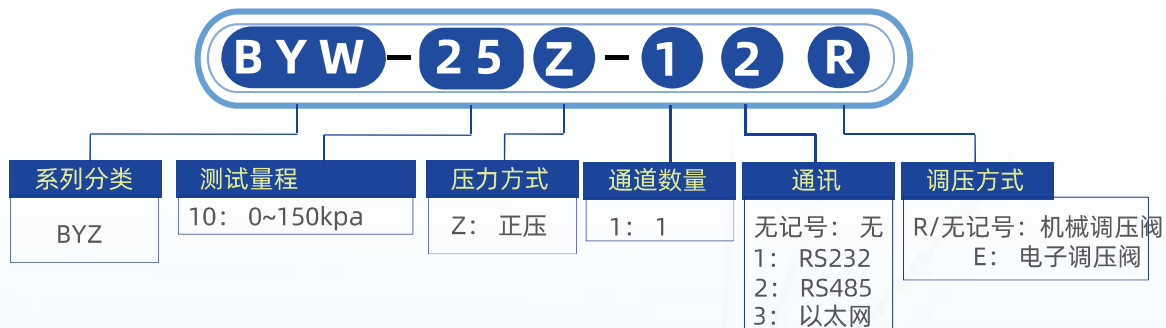 BYW-25Z-12R
系列分类
BYZ
测试量程
10： 0~150kpa
压力方式
Z： 正压
通道数量
1： 1
通讯
无记号： 无
1： RS232
2： RS485
3： 以太网
调压方式
R/无记号：机械调压阀
E： 电子调压阀